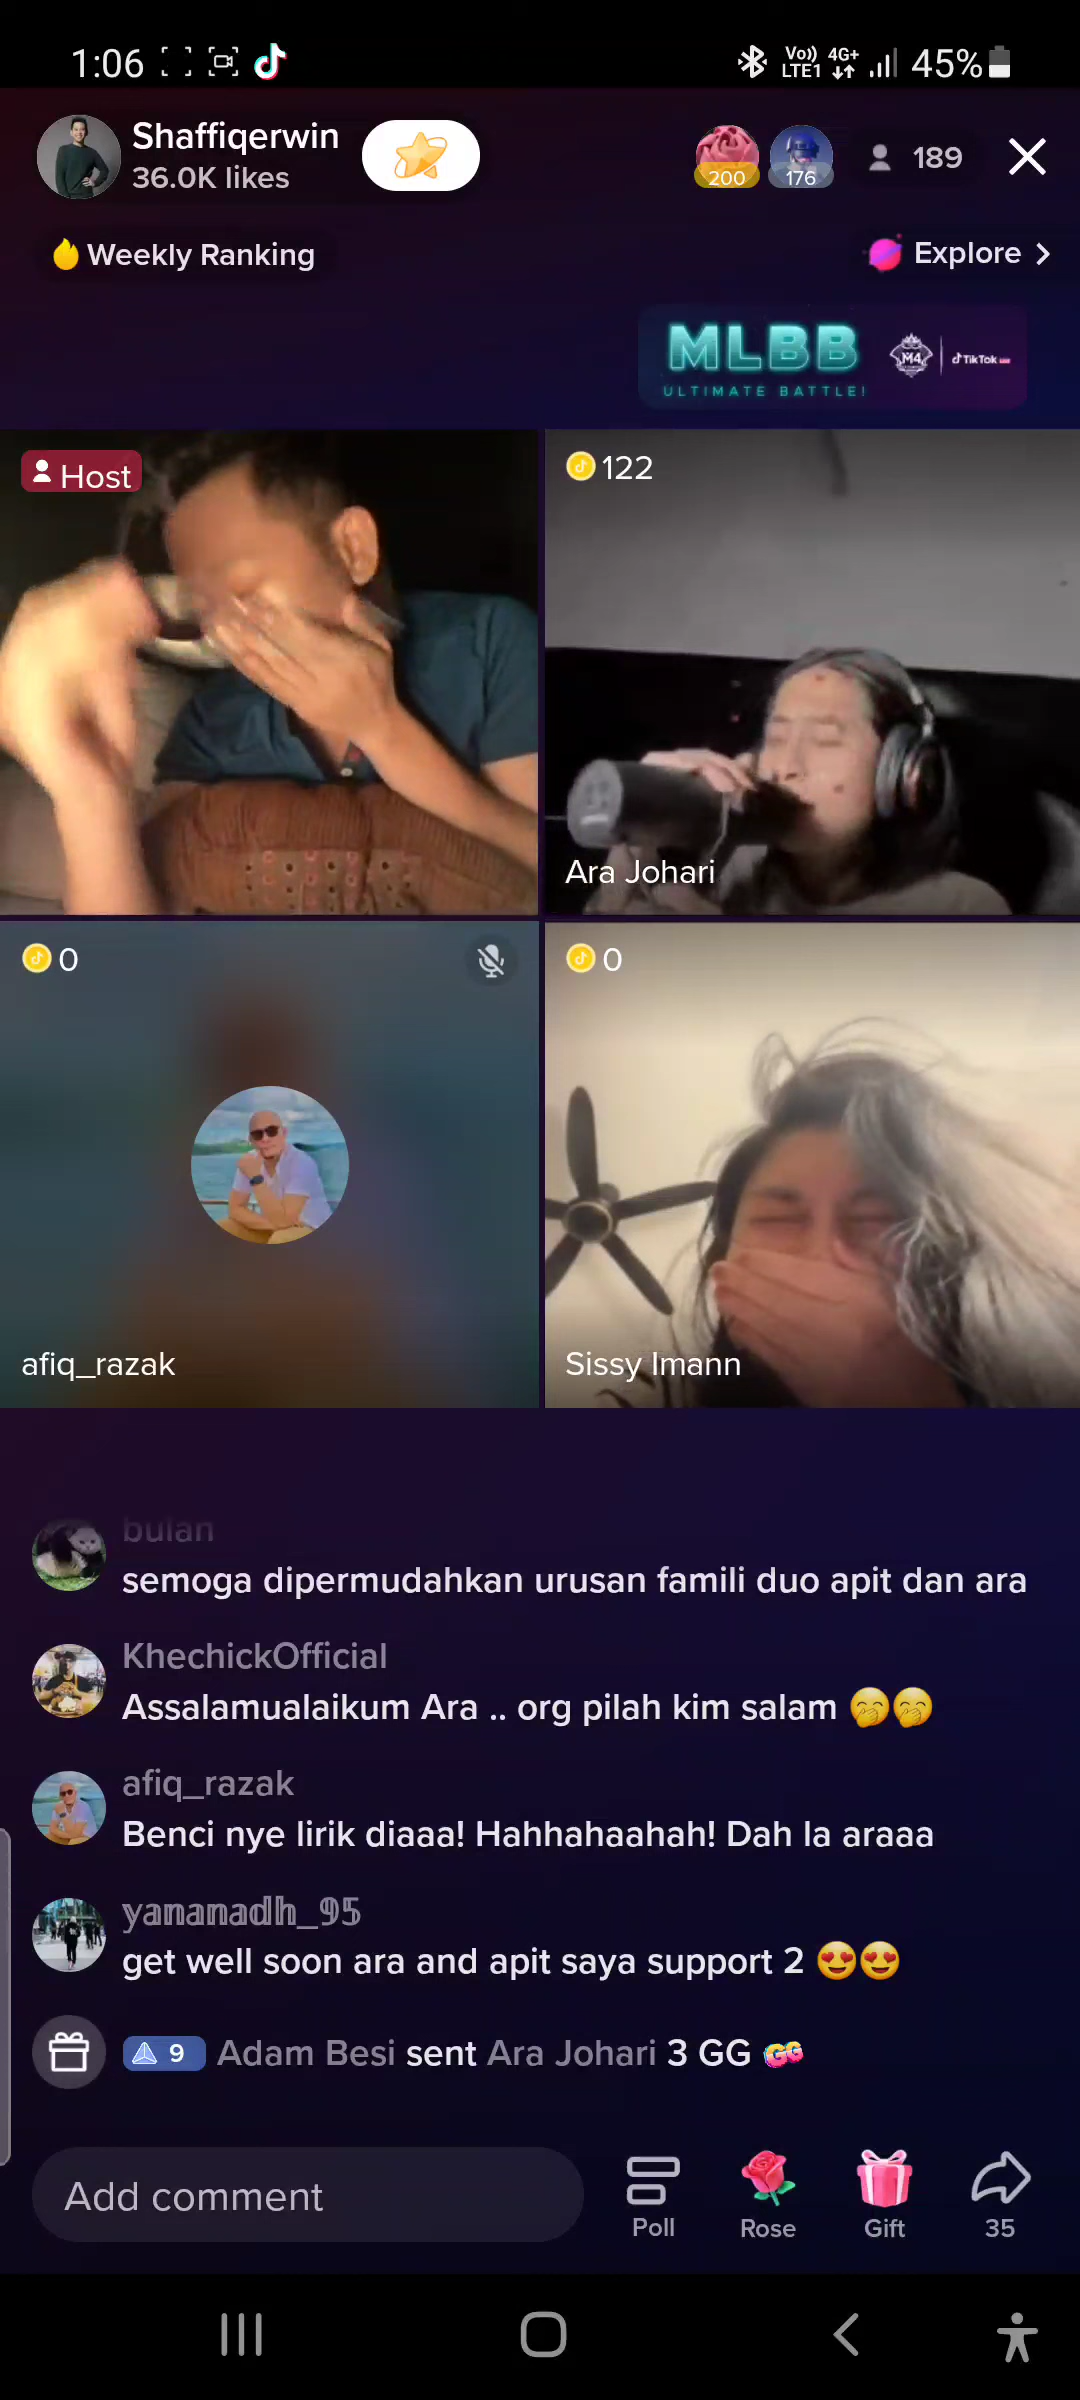 1:06
Vo)) LTE1 4G+ 45%
Shaffiqerwin
36.0K likes
200 176 189
Weekly Ranking
Explore
MLBB
ULTIMATE BATTLE!
M4 TikTok
Host
122
Ara Johari
0
0
afiq_razak
Sissy Imann
bulan
semoga dipermudahkan urusan famili duo apit dan ara
KhechickOfficial
Assalamualaikum Ara .. org pilah kim salam 🤭🤭
afiq_razak
Benci nye lirik diaaa! Hahhahaahah! Dah la araaa
𝕪𝕒𝕟𝕒𝕟𝕒𝕕𝕙_𝟡𝟝
get well soon ara and apit saya support 2 😍😍
9 Adam Besi sent Ara Johari 3 GG GG
Add comment
Poll Rose Gift 35